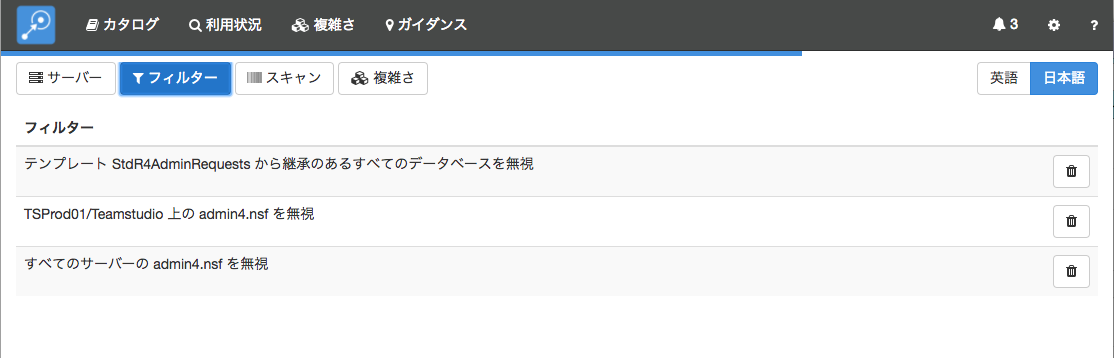 カタログ 利用状況 複雑さ ガイダンス 3 ?
サーバー フィルター スキャン 複雑さ 英語 日本語
フィルター
テンプレート StdR4AdminRequests から継承のあるすべてのデータベースを無視
TSProd01/Teamstudio 上の admin4.nsf を無視
すべてのサーバーの admin4.nsf を無視